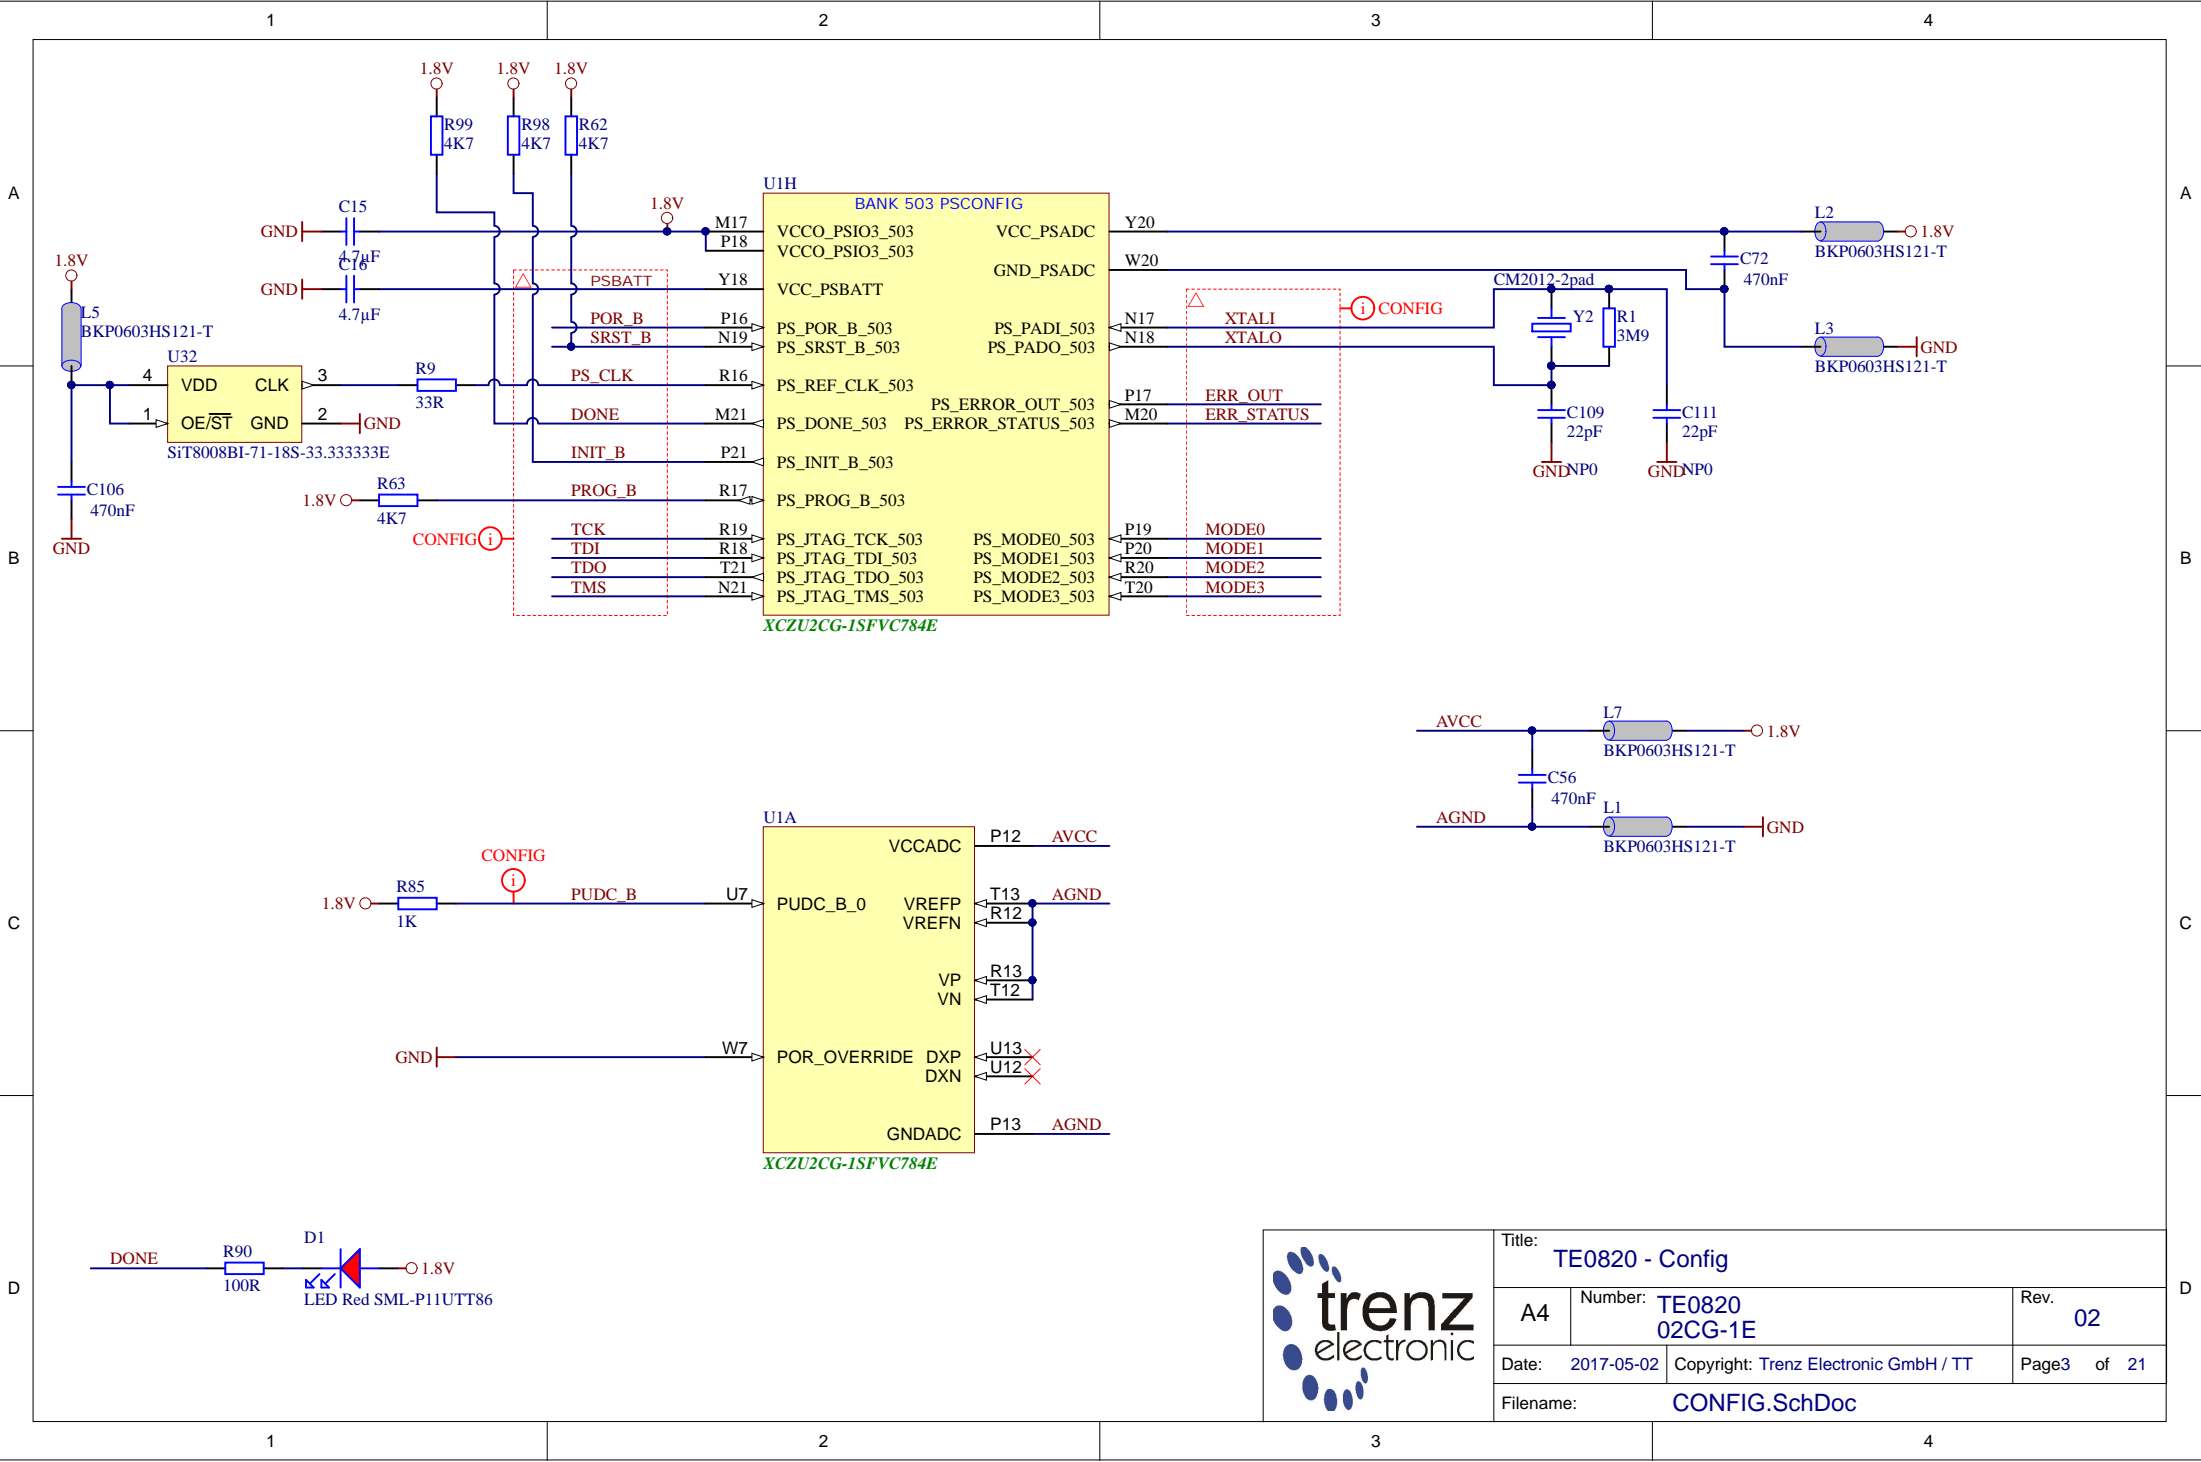 1 2 3 4
A
B
C
D
1.8V 1.8V 1.8V
R99
4K7
R98
4K7
R62
4K7
C15
4.7µF
GND
1.8V
C16
4.7µF
GND
1.8V
L5
BKP0603HS121-T
U32
4 VDD CLK 3
1 OE/ST GND 2
GND
SiT8008BI-71-18S-33.333333E
C106
470nF
GND
R9
33R
1.8V
R63
4K7
CONFIG
PSBATT
POR_B
SRST_B
PS_CLK
DONE
INIT_B
PROG_B
TCK
TDI
TDO
TMS
U1H
BANK 503 PSCONFIG
M17 VCCO_PSIO3_503
P18 VCCO_PSIO3_503
Y18 VCC_PSBATT
P16 PS_POR_B_503
N19 PS_SRST_B_503
R16 PS_REF_CLK_503
M21 PS_DONE_503
P21 PS_INIT_B_503
R17 PS_PROG_B_503
R19 PS_JTAG_TCK_503
R18 PS_JTAG_TDI_503
T21 PS_JTAG_TDO_503
N21 PS_JTAG_TMS_503
VCC_PSADC Y20
GND_PSADC W20
PS_PADI_503 N17
PS_PADO_503 N18
PS_ERROR_OUT_503 P17
PS_ERROR_STATUS_503 M20
PS_MODE0_503 P19
PS_MODE1_503 P20
PS_MODE2_503 R20
PS_MODE3_503 T20
XCZU2CG-1SFVC784E
XTALI
XTALO
ERR_OUT
ERR_STATUS
MODE0
MODE1
MODE2
MODE3
CONFIG
CM2012-2pad
Y2
R1
3M9
C109
22pF
GND NP0
C111
22pF
GND NP0
L2
1.8V
BKP0603HS121-T
C72
470nF
L3
GND
BKP0603HS121-T
AVCC
L7
1.8V
BKP0603HS121-T
C56
470nF
AGND
L1
GND
BKP0603HS121-T
U1A
1.8V
R85
1K
CONFIG
PUDC_B
U7 PUDC_B_0
GND
W7 POR_OVERRIDE
VCCADC P12 AVCC
VREFP T13 AGND
VREFN R12
VP R13
VN T12
DXP U13
DXN U12
GNDADC P13 AGND
XCZU2CG-1SFVC784E
DONE
R90
100R
D1
1.8V
LED Red SML-P11UTT86
trenz
electronic
Title:
TE0820 - Config
A4
Number: TE0820
02CG-1E
Rev.
02
Date: 2017-05-02
Copyright: Trenz Electronic GmbH / TT
Page3 of 21
Filename: CONFIG.SchDoc
A
B
C
D
1 2 3 4